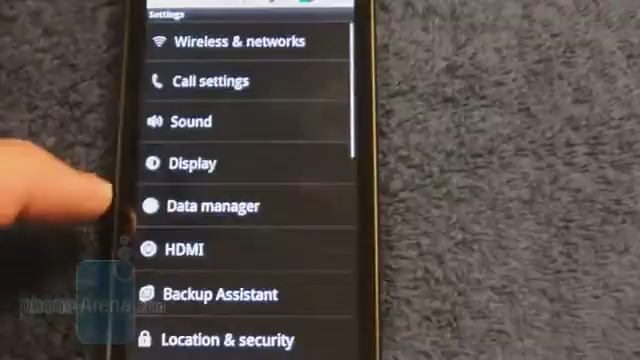 Settings
Wireless & networks
Call settings
Sound
Display
Data manager
HDMI
Backup Assistant
Location & security
phoneArena.com